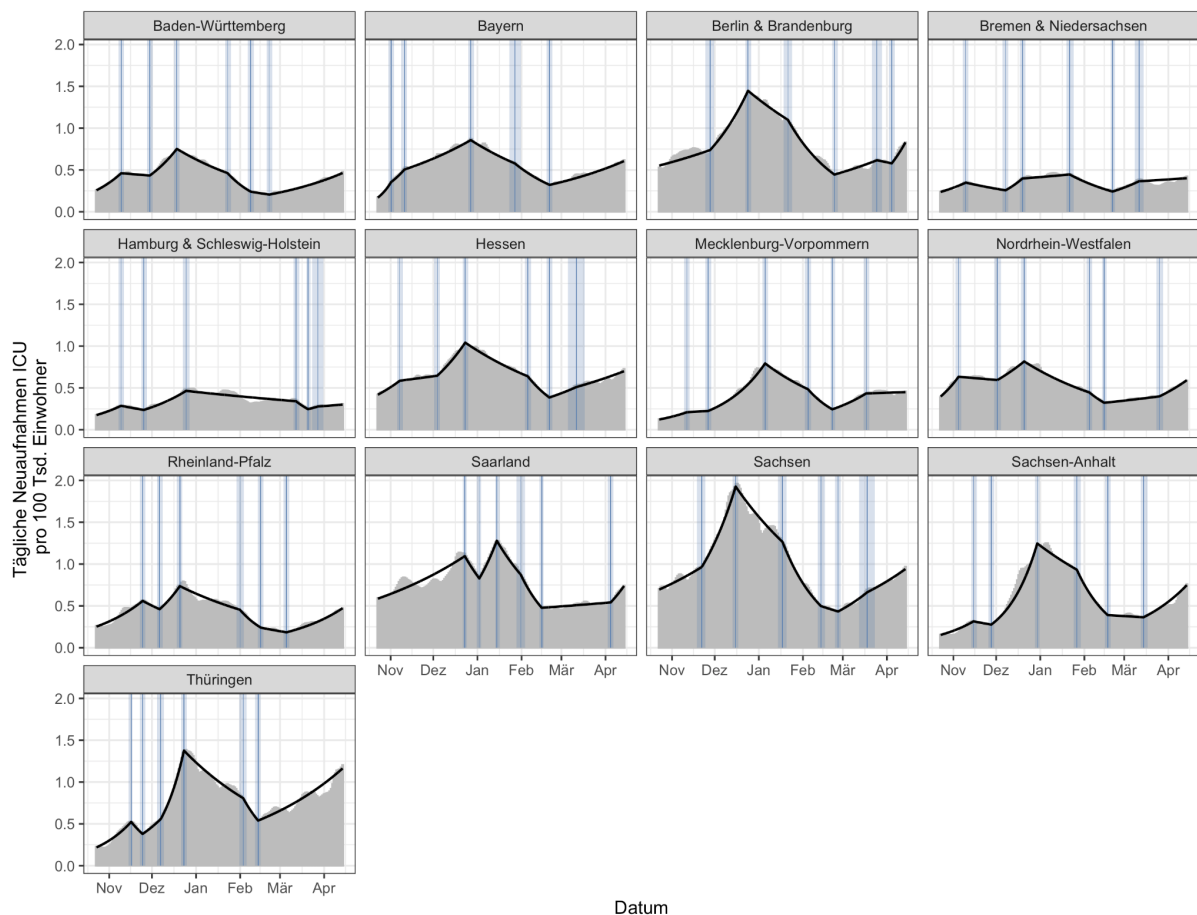 Baden-Württemberg
Bayern
Berlin & Brandenburg
Bremen & Niedersachsen
2.0
1.5
1.0
0.5
0.0
Hamburg & Schleswig-Holstein
Hessen
Mecklenburg-Vorpommern
Nordrhein-Westfalen
2.0
1.5
1.0
0.5
0.0
Rheinland-Pfalz
Saarland
Sachsen
Sachsen-Anhalt
2.0
1.5
1.0
0.5
0.0
Nov Dez Jan Feb Mär Apr
Nov Dez Jan Feb Mär Apr
Nov Dez Jan Feb Mär Apr
Thüringen
2.0
1.5
1.0
0.5
0.0
Nov Dez Jan Feb Mär Apr
Tägliche Neuaufnahmen ICU
pro 100 Tsd. Einwohner
Datum